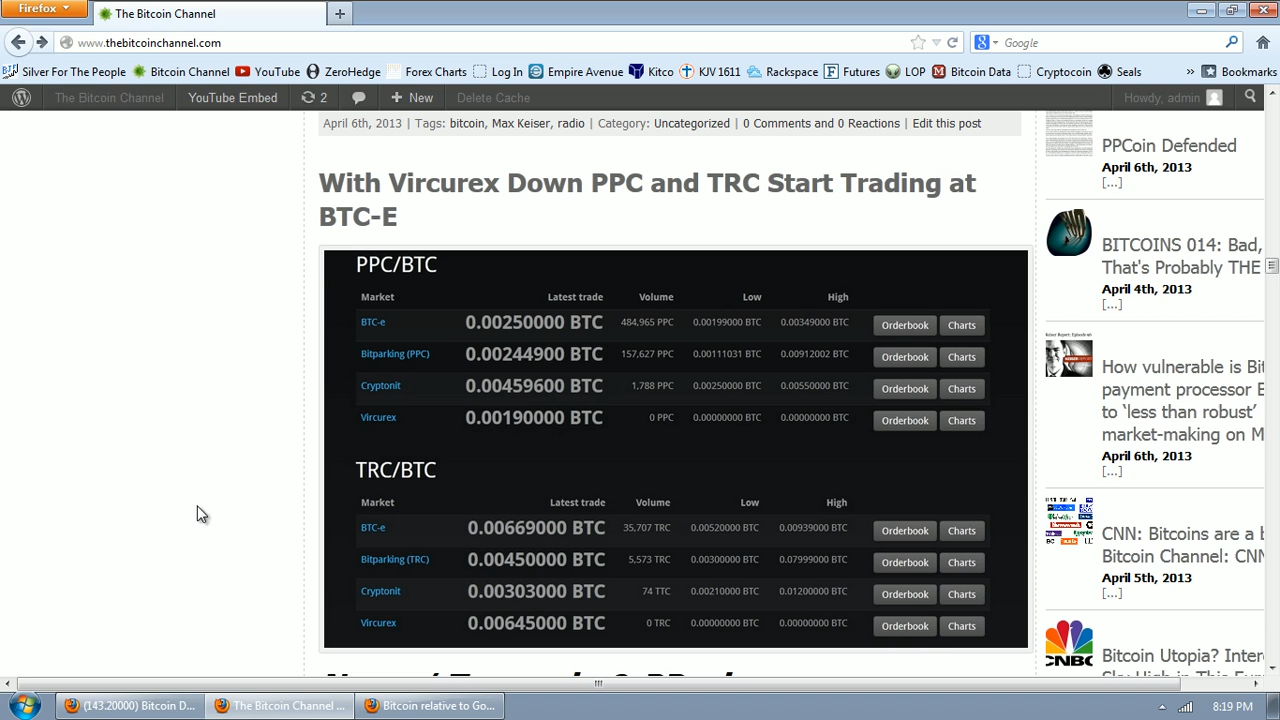 Firefox
The Bitcoin Channel
www.thebitcoinchannel.com
Google
Silver For The People
Bitcoin Channel
YouTube
ZeroHedge
Forex Charts
Log In
Empire Avenue
Kitco
KJV 1611
Rackspace
Futures
LOP
Bitcoin Data
Cryptocoin
Seals
»
Bookmarks
The Bitcoin Channel
YouTube Embed
2
New
Delete Cache
Howdy, admin
April 6th, 2013 | Tags: bitcoin, Max Keiser, radio | Category: Uncategorized | 0 Comments and 0 Reactions | Edit this post
With Vircurex Down PPC and TRC Start Trading at
BTC-E
PPC/BTC
Market Latest trade Volume Low High
BTC-e 0.00250000 BTC 484,965 PPC 0.00199000 BTC 0.00349000 BTC Orderbook Charts
Bitparking (PPC) 0.00244900 BTC 157,627 PPC 0.00111031 BTC 0.00912002 BTC Orderbook Charts
Cryptonit 0.00459600 BTC 1,788 PPC 0.00250000 BTC 0.00550000 BTC Orderbook Charts
Vircurex 0.00190000 BTC 0 PPC 0.00000000 BTC 0.00000000 BTC Orderbook Charts
TRC/BTC
Market Latest trade Volume Low High
BTC-e 0.00669000 BTC 35,707 TRC 0.00520000 BTC 0.00939000 BTC Orderbook Charts
Bitparking (TRC) 0.00450000 BTC 5,573 TRC 0.00300000 BTC 0.07999000 BTC Orderbook Charts
Cryptonit 0.00303000 BTC 74 TTC 0.00210000 BTC 0.01200000 BTC Orderbook Charts
Vircurex 0.00645000 BTC 0 TRC 0.00000000 BTC 0.00000000 BTC Orderbook Charts
PPCoin Defended
April 6th, 2013
[...]
BITCOINS 014: Bad,
That's Probably THE
April 4th, 2013
[...]
How vulnerable is Bit
payment processor B
to 'less than robust'
market-making on M
April 6th, 2013
[...]
CNN: Bitcoins are a b
Bitcoin Channel: CNN
April 5th, 2013
[...]
CNBC
Bitcoin Utopia? Inter
(143.20000) Bitcoin D...
The Bitcoin Channel ...
Bitcoin relative to Go...
8:19 PM